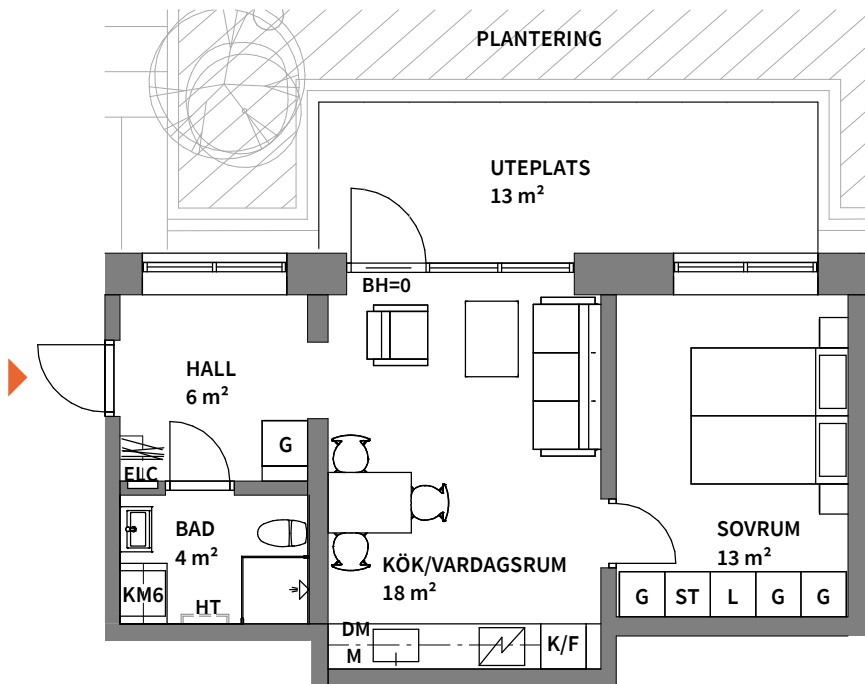 PLANTERING
UTEPLATS
13 m²
BH=0
HALL
6 m²
G
ELC
BAD
4 m²
KM6
HT
KÖK/VARDAGSRUM
18 m²
DM
M
K/F
SOVRUM
13 m²
G ST L G G